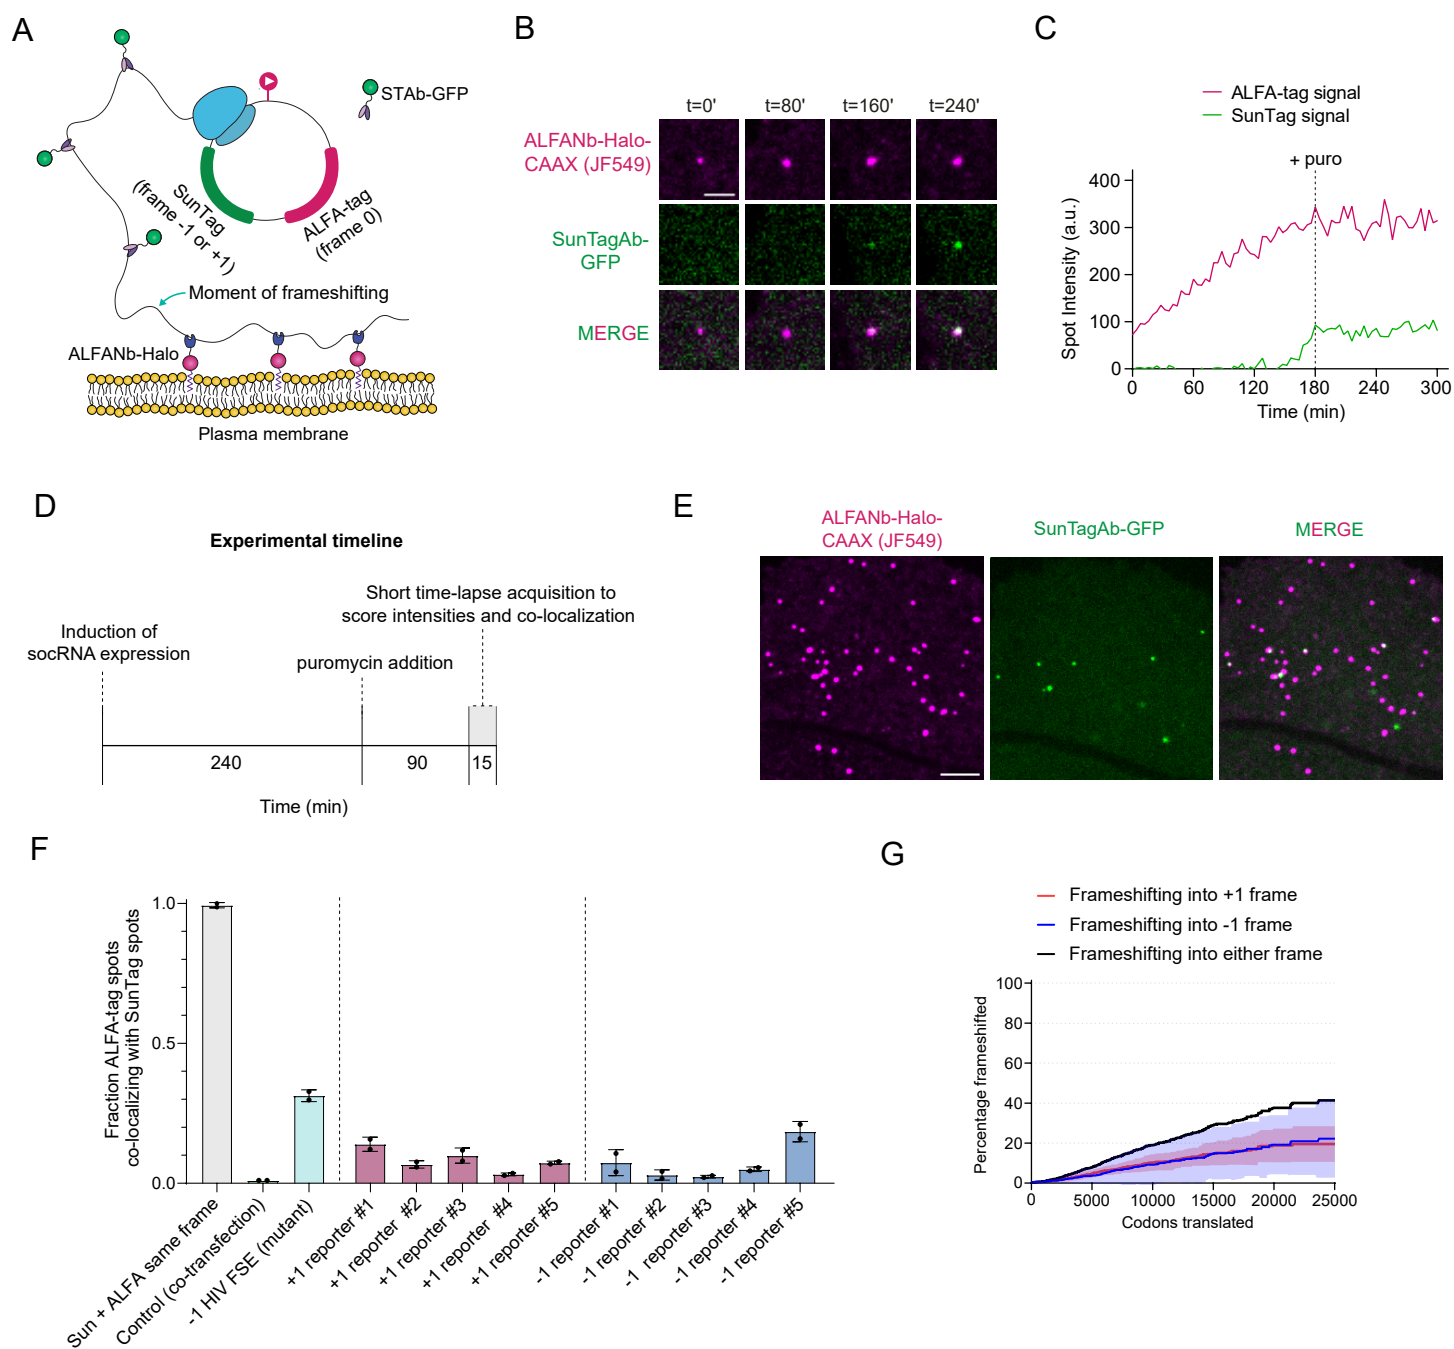 A
STAb-GFP
SunTag
(frame -1 or +1)
ALFA-tag
(frame 0)
Moment of frameshifting
ALFANb-Halo
Plasma membrane
B
t=0'
t=80'
t=160'
t=240'
ALFANb-Halo-
CAAX (JF549)
SunTagAb-
GFP
MERGE
C
ALFA-tag signal
SunTag signal
+ puro
Spot Intensity (a.u.)
400
300
200
100
0
0
60
120
180
240
300
Time (min)
D
Experimental timeline
Short time-lapse acquisition to
score intensities and co-localization
Induction of
socRNA expression
puromycin addition
240
90
15
Time (min)
E
ALFANb-Halo-
CAAX (JF549)
SunTagAb-GFP
MERGE
F
Fraction ALFA-tag spots
co-localizing with SunTag spots
1.0
0.5
0.0
Sun + ALFA same frame
Control (co-transfection)
-1 HIV FSE (mutant)
+1 reporter #1
+1 reporter #2
+1 reporter #3
+1 reporter #4
+1 reporter #5
-1 reporter #1
-1 reporter #2
-1 reporter #3
-1 reporter #4
-1 reporter #5
G
Frameshifting into +1 frame
Frameshifting into -1 frame
Frameshifting into either frame
Percentage frameshifted
100
80
60
40
20
0
0
5000
10000
15000
20000
25000
Codons translated